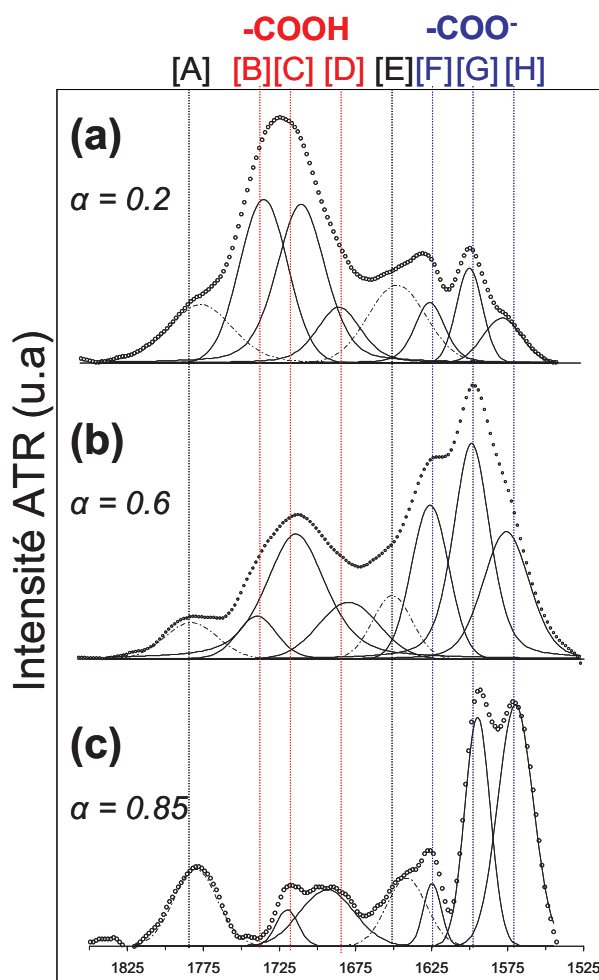 -COOH -COO-
[A] [B] [C] [D] [E] [F] [G] [H]
(a)
α = 0.2
(b)
α = 0.6
(c)
α = 0.85
Intensité ATR (u.a)
1825 1775 1725 1675 1625 1575 1525